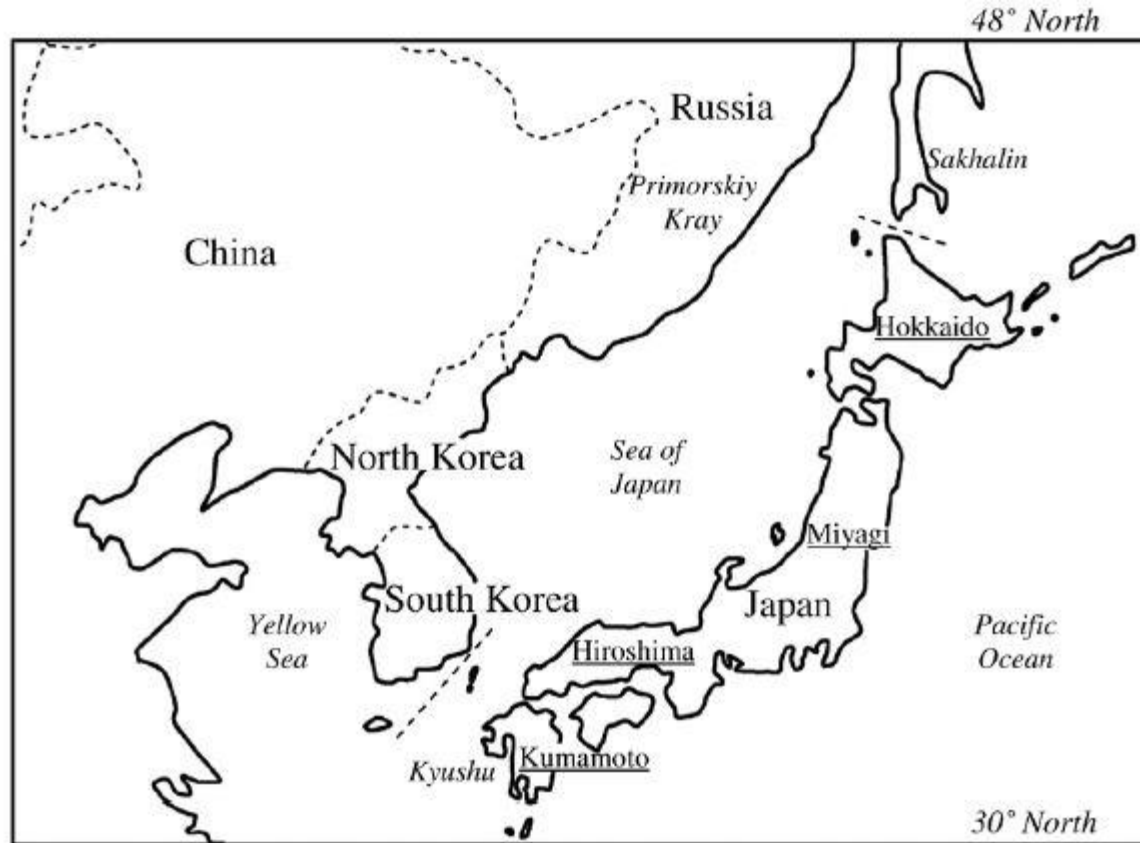 48° North
Russia
Sakhalin
Primorskiy
Kray
China
Hokkaido
North Korea
Sea of
Japan
Miyagi
South Korea
Japan
Yellow
Sea
Pacific
Ocean
Hiroshima
Kyushu
Kumamoto
30° North